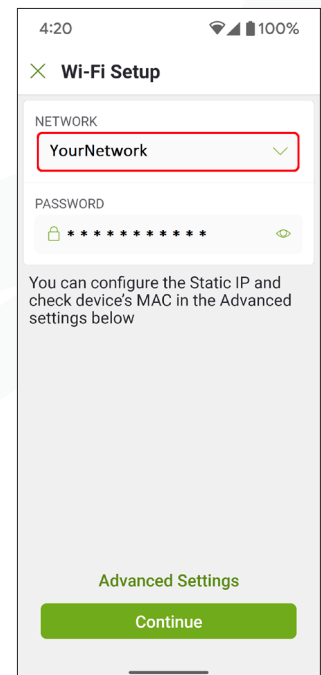 4:20 100%
Wi-Fi Setup
NETWORK
YourNetwork
PASSWORD
* * * * * * * * * * *
You can configure the Static IP and
check device's MAC in the Advanced
settings below
Advanced Settings
Continue